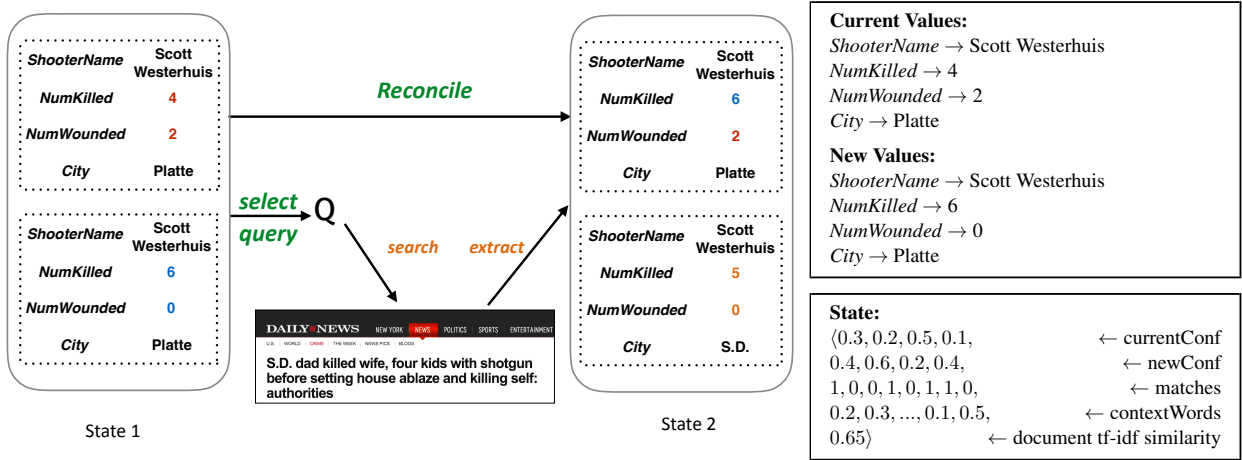 ShooterName
Scott
Westerhuis
NumKilled
4
NumWounded
2
City
Platte
ShooterName
Scott
Westerhuis
NumKilled
6
NumWounded
0
City
Platte
State 1
Reconcile
select
query
Q
search
extract
DAILY NEWS
NEW YORK
NEWS
POLITICS
SPORTS
ENTERTAINMENT
U.S.
WORLD
CRIME
THE WEEK
NEWS PICS
BLOGS
S.D. dad killed wife, four kids with shotgun
before setting house ablaze and killing self:
authorities
ShooterName
Scott
Westerhuis
NumKilled
6
NumWounded
2
City
Platte
ShooterName
Scott
Westerhuis
NumKilled
5
NumWounded
0
City
S.D.
State 2
Current Values:
ShooterName → Scott Westerhuis
NumKilled → 4
NumWounded → 2
City → Platte
New Values:
ShooterName → Scott Westerhuis
NumKilled → 6
NumWounded → 0
City → Platte
State:
⟨0.3, 0.2, 0.5, 0.1, ← currentConf
0.4, 0.6, 0.2, 0.4, ← newConf
1, 0, 0, 1, 0, 1, 1, 0, ← matches
0.2, 0.3, ..., 0.1, 0.5, ← contextWords
0.65⟩ ← document tf-idf similarity